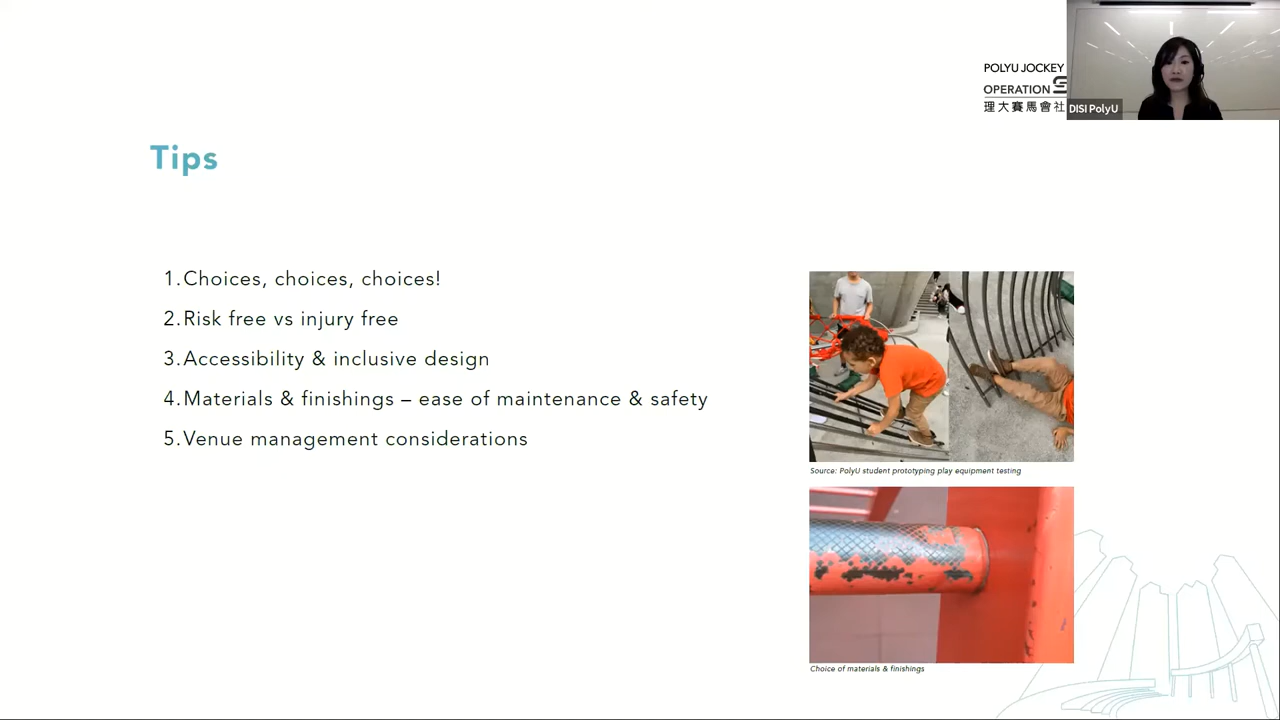 POLYU JOCKEY
OPERATION S
理大賽馬會社
DISI PolyU
Tips
1. Choices, choices, choices!
2. Risk free vs injury free
3. Accessibility & inclusive design
4. Materials & finishings – ease of maintenance & safety
5. Venue management considerations
Source: PolyU student prototyping play equipment testing
Choice of materials & finishings